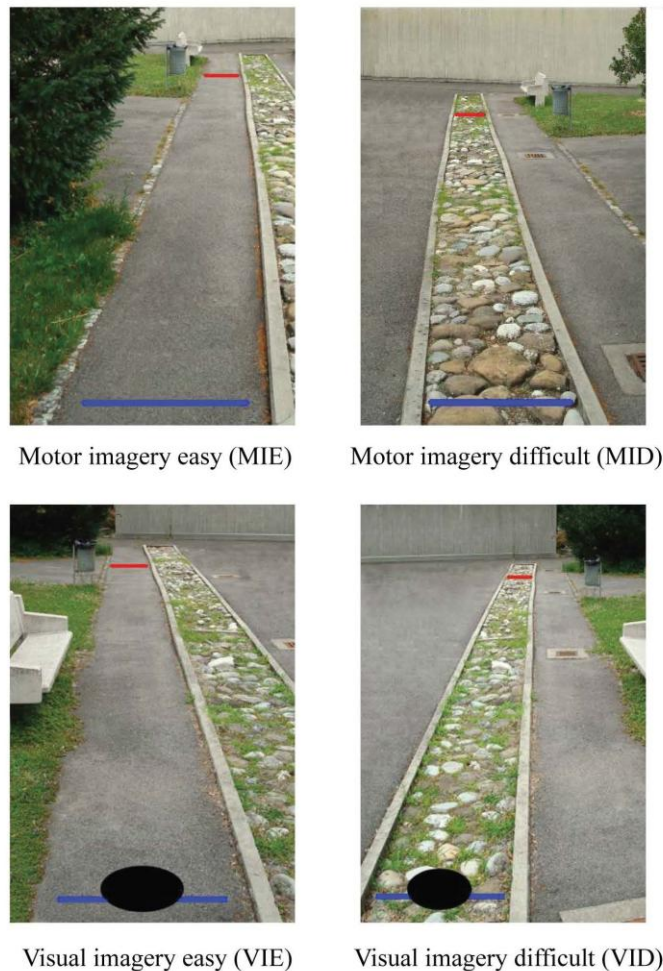 Motor imagery easy (MIE)
Motor imagery difficult (MID)
Visual imagery easy (VIE)
Visual imagery difficult (VID)